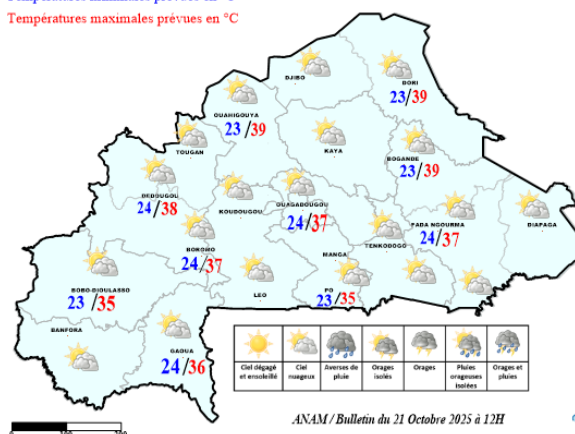 Températures maximales prévues en °C
DJIBO
DORI
23/39
OUAHIGOUYA
23/39
TOUGAN
KAYA
BOGANDE
23/39
DEDOUGOU
24/38
KOUDOUGOU
OUAGADOUGOU
24/37
FADA NGOURMA
24/37
DIAPAGA
BOROMO
24/37
MANGA
TENKODOGO
BOBO-DIOULASSO
23/35
LEO
PO
23/35
BANFORA
GAOUA
24/36
Ciel dégagé et ensoleillé
Ciel nuageux
Averses de pluie
Orages isolés
Orages
Pluies orageuses isolées
Orages et pluies
ANAM / Bulletin du 21 Octobre 2025 à 12H